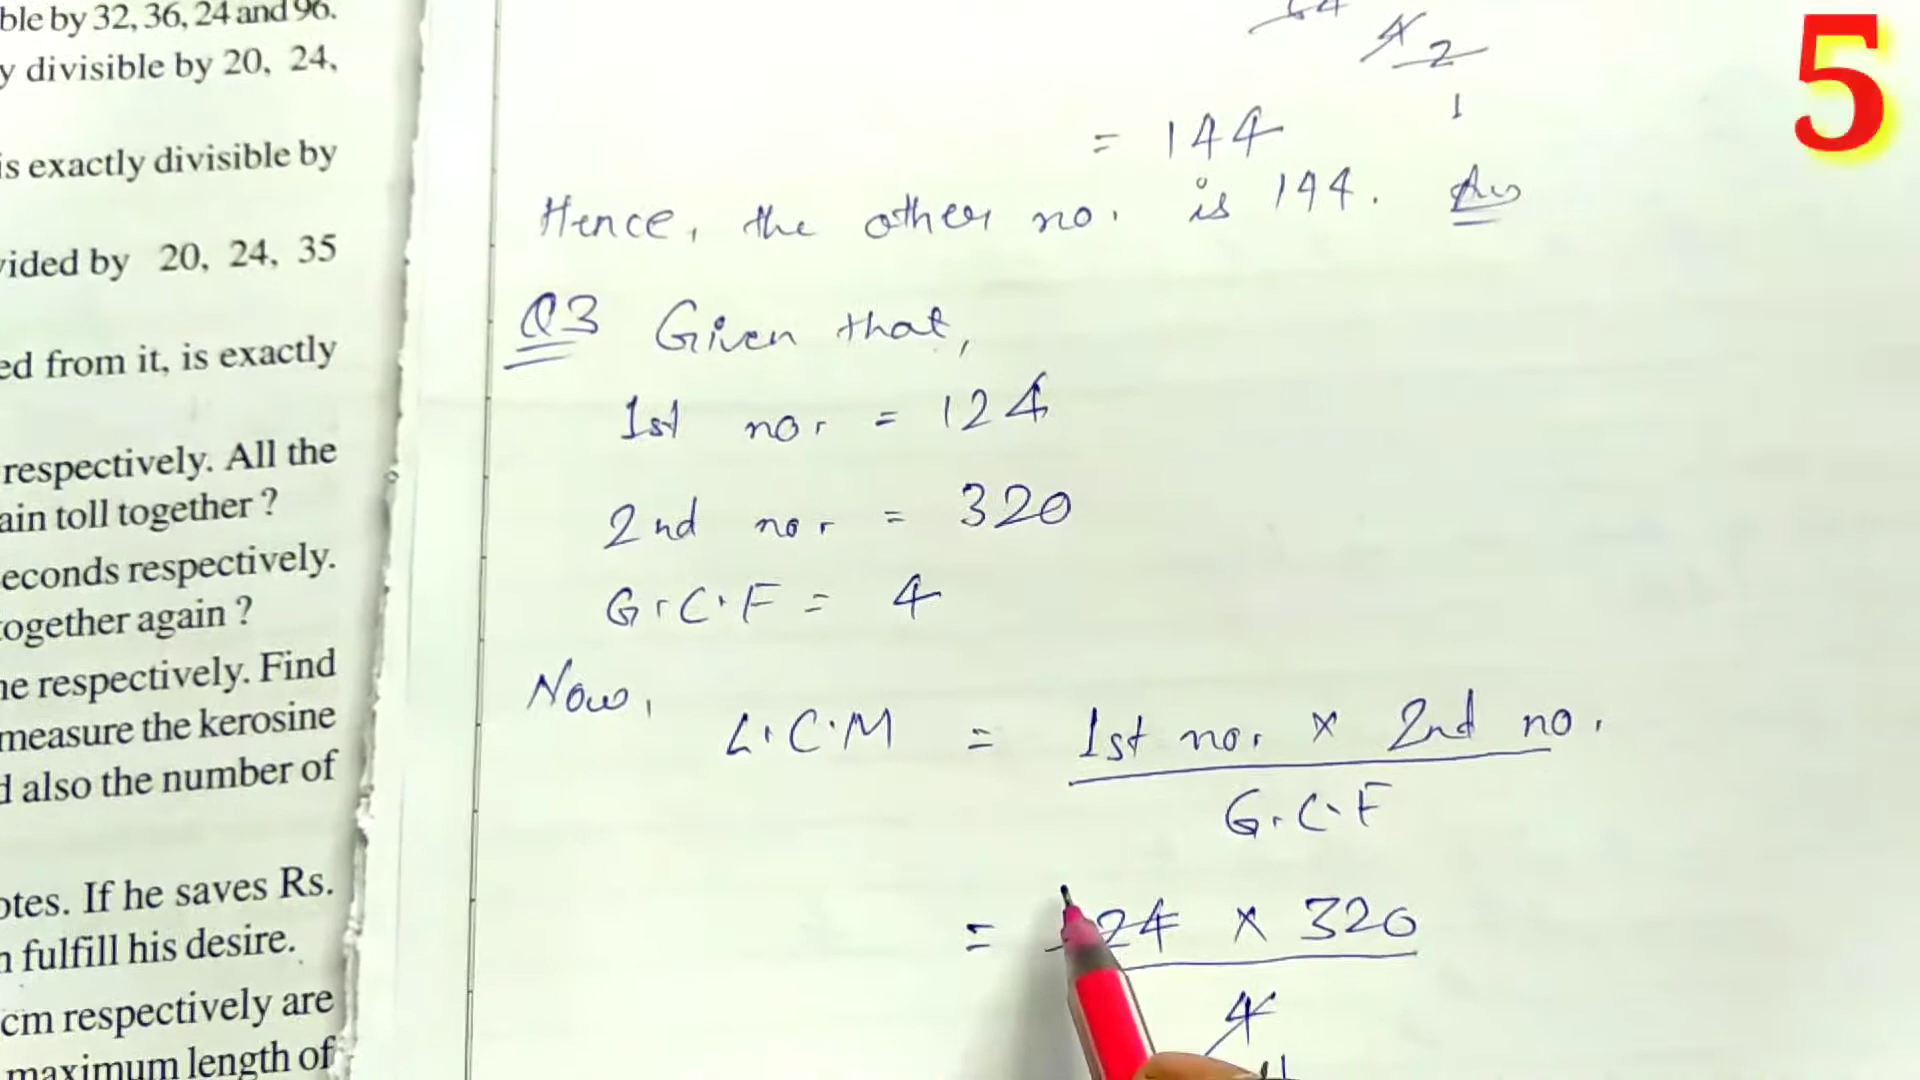 ble by 32, 36, 24 and 96.
y divisible by 20, 24,
is exactly divisible by
vided by 20, 24, 35
ed from it, is exactly
respectively. All the
ain toll together ?
econds respectively.
ogether again ?
ne respectively. Find
measure the kerosine
d also the number of
otes. If he saves Rs.
n fulfill his desire.
cm respectively are
maximum length of
5
4 2
1
= 144
Hence, the other no. is 144. Ans
Q3 Given that,
1st no. = 124
2nd no. = 320
G.C.F = 4
Now,
L.C.M = 1st no. x 2nd no.
G.C.F
= 24 x 320
4